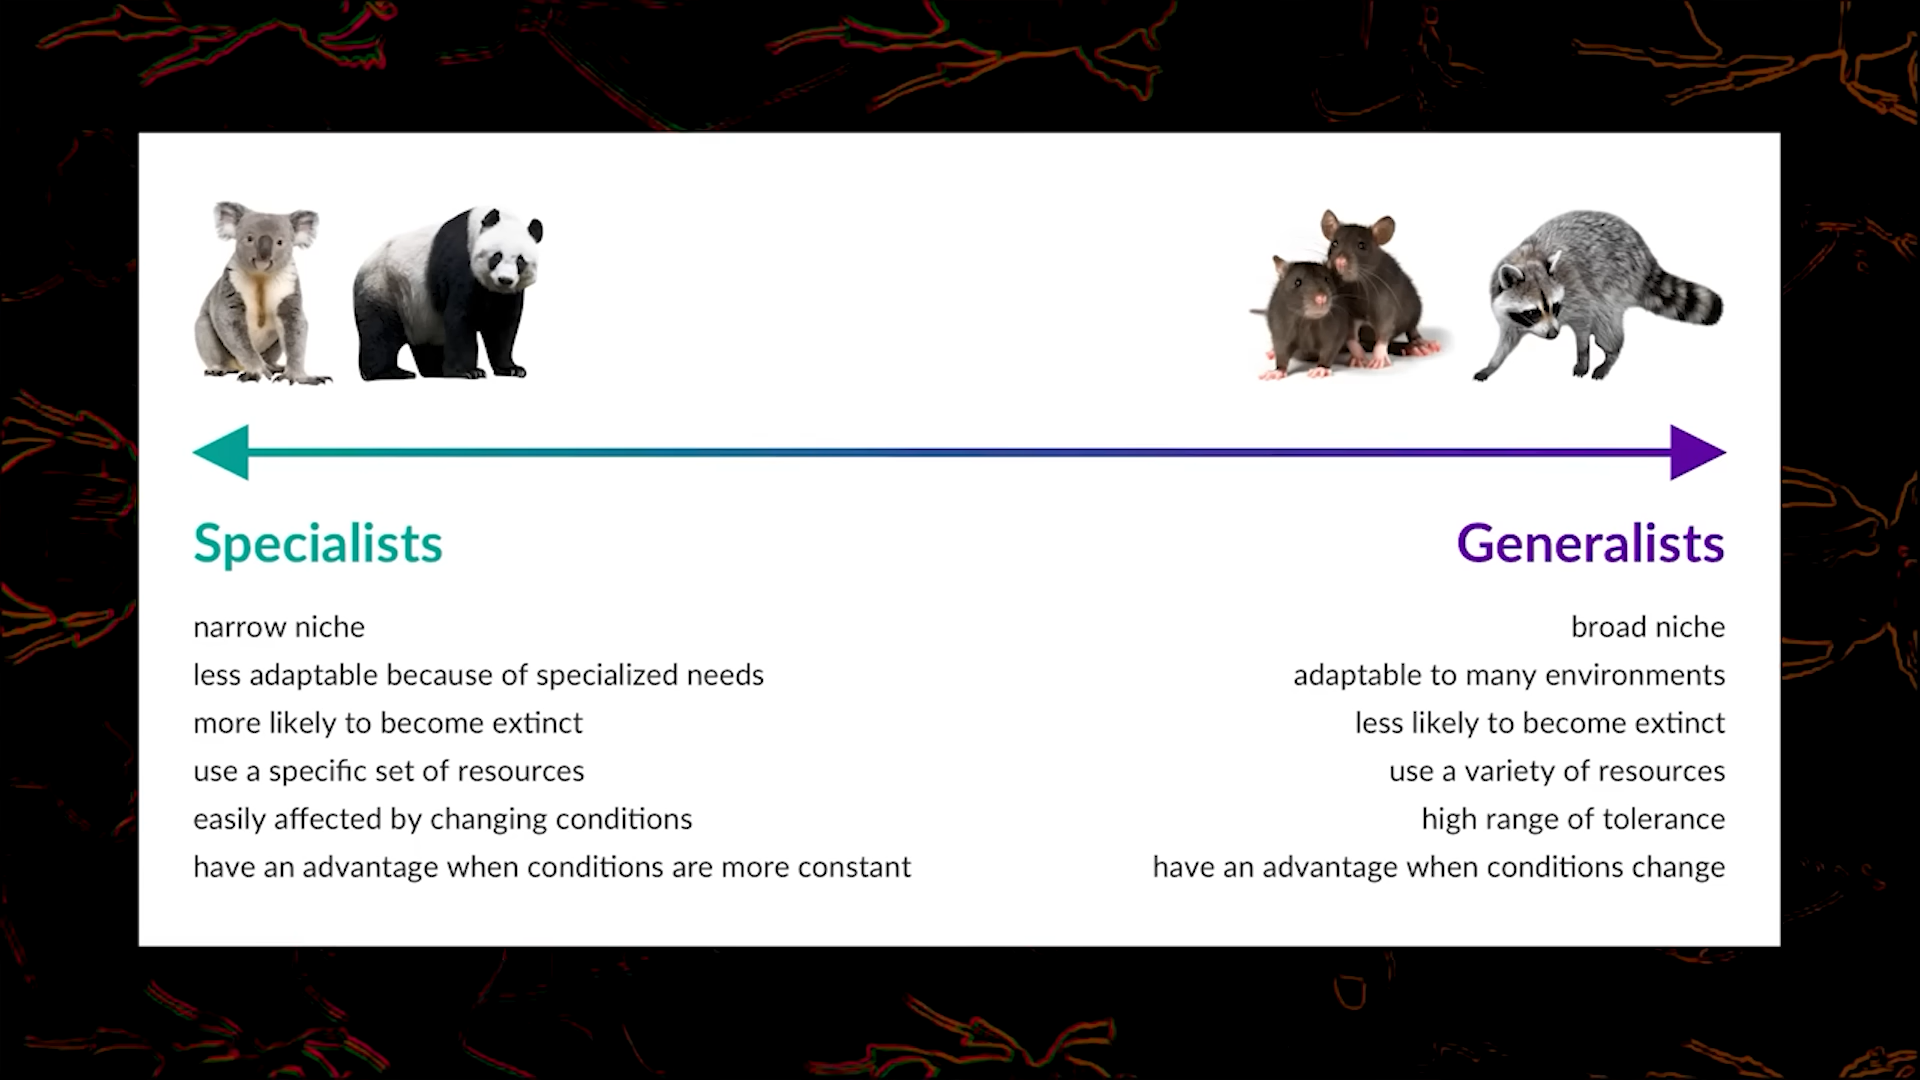 Specialists
narrow niche
less adaptable because of specialized needs
more likely to become extinct
use a specific set of resources
easily affected by changing conditions
have an advantage when conditions are more constant
Generalists
broad niche
adaptable to many environments
less likely to become extinct
use a variety of resources
high range of tolerance
have an advantage when conditions change